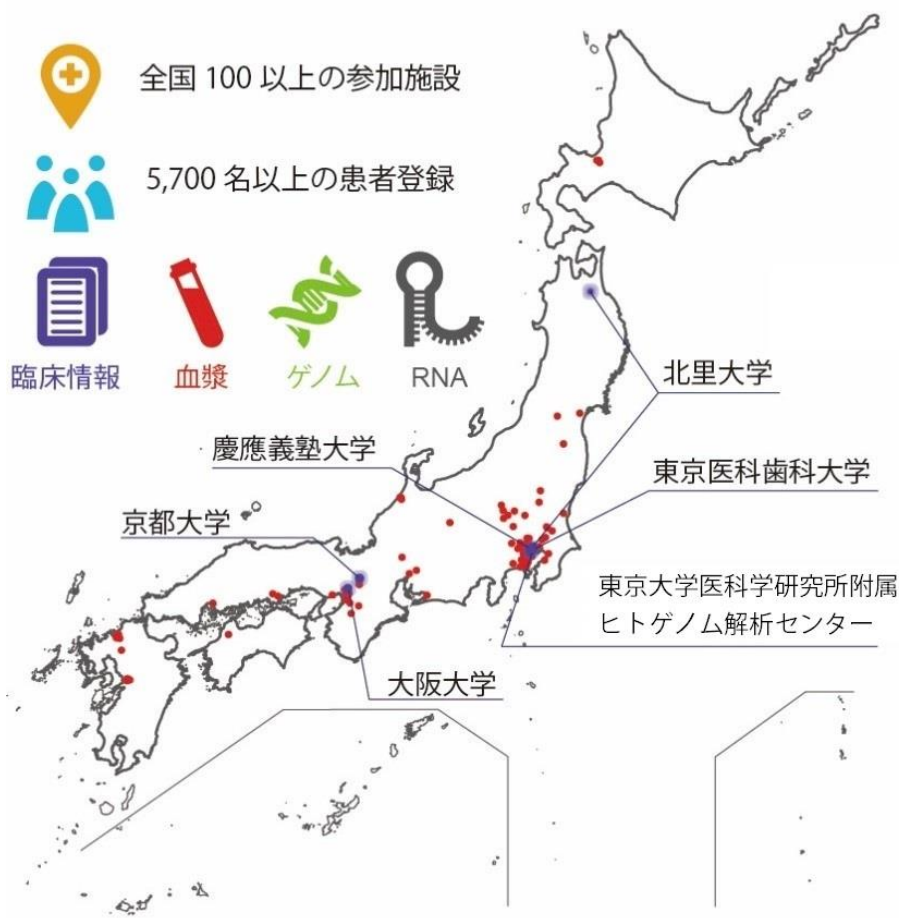 全国 100 以上の参加施設
5,700 名以上の患者登録
臨床情報
血漿
ゲノム
RNA
北里大学
慶應義塾大学
東京医科歯科大学
京都大学
東京大学医科学研究所附属
ヒトゲノム解析センター
大阪大学